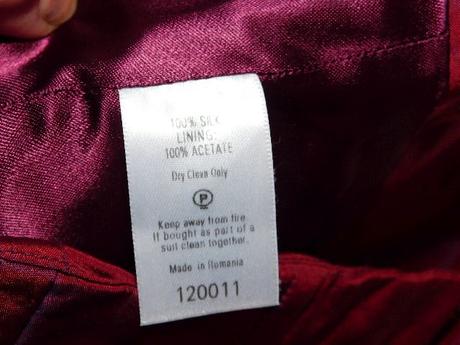 100% SILK
LINING:
100% ACETATE
Dry Clean Only
P
Keep away from fire
If bought as part of a
suit clean together.
Made in Romania
120011